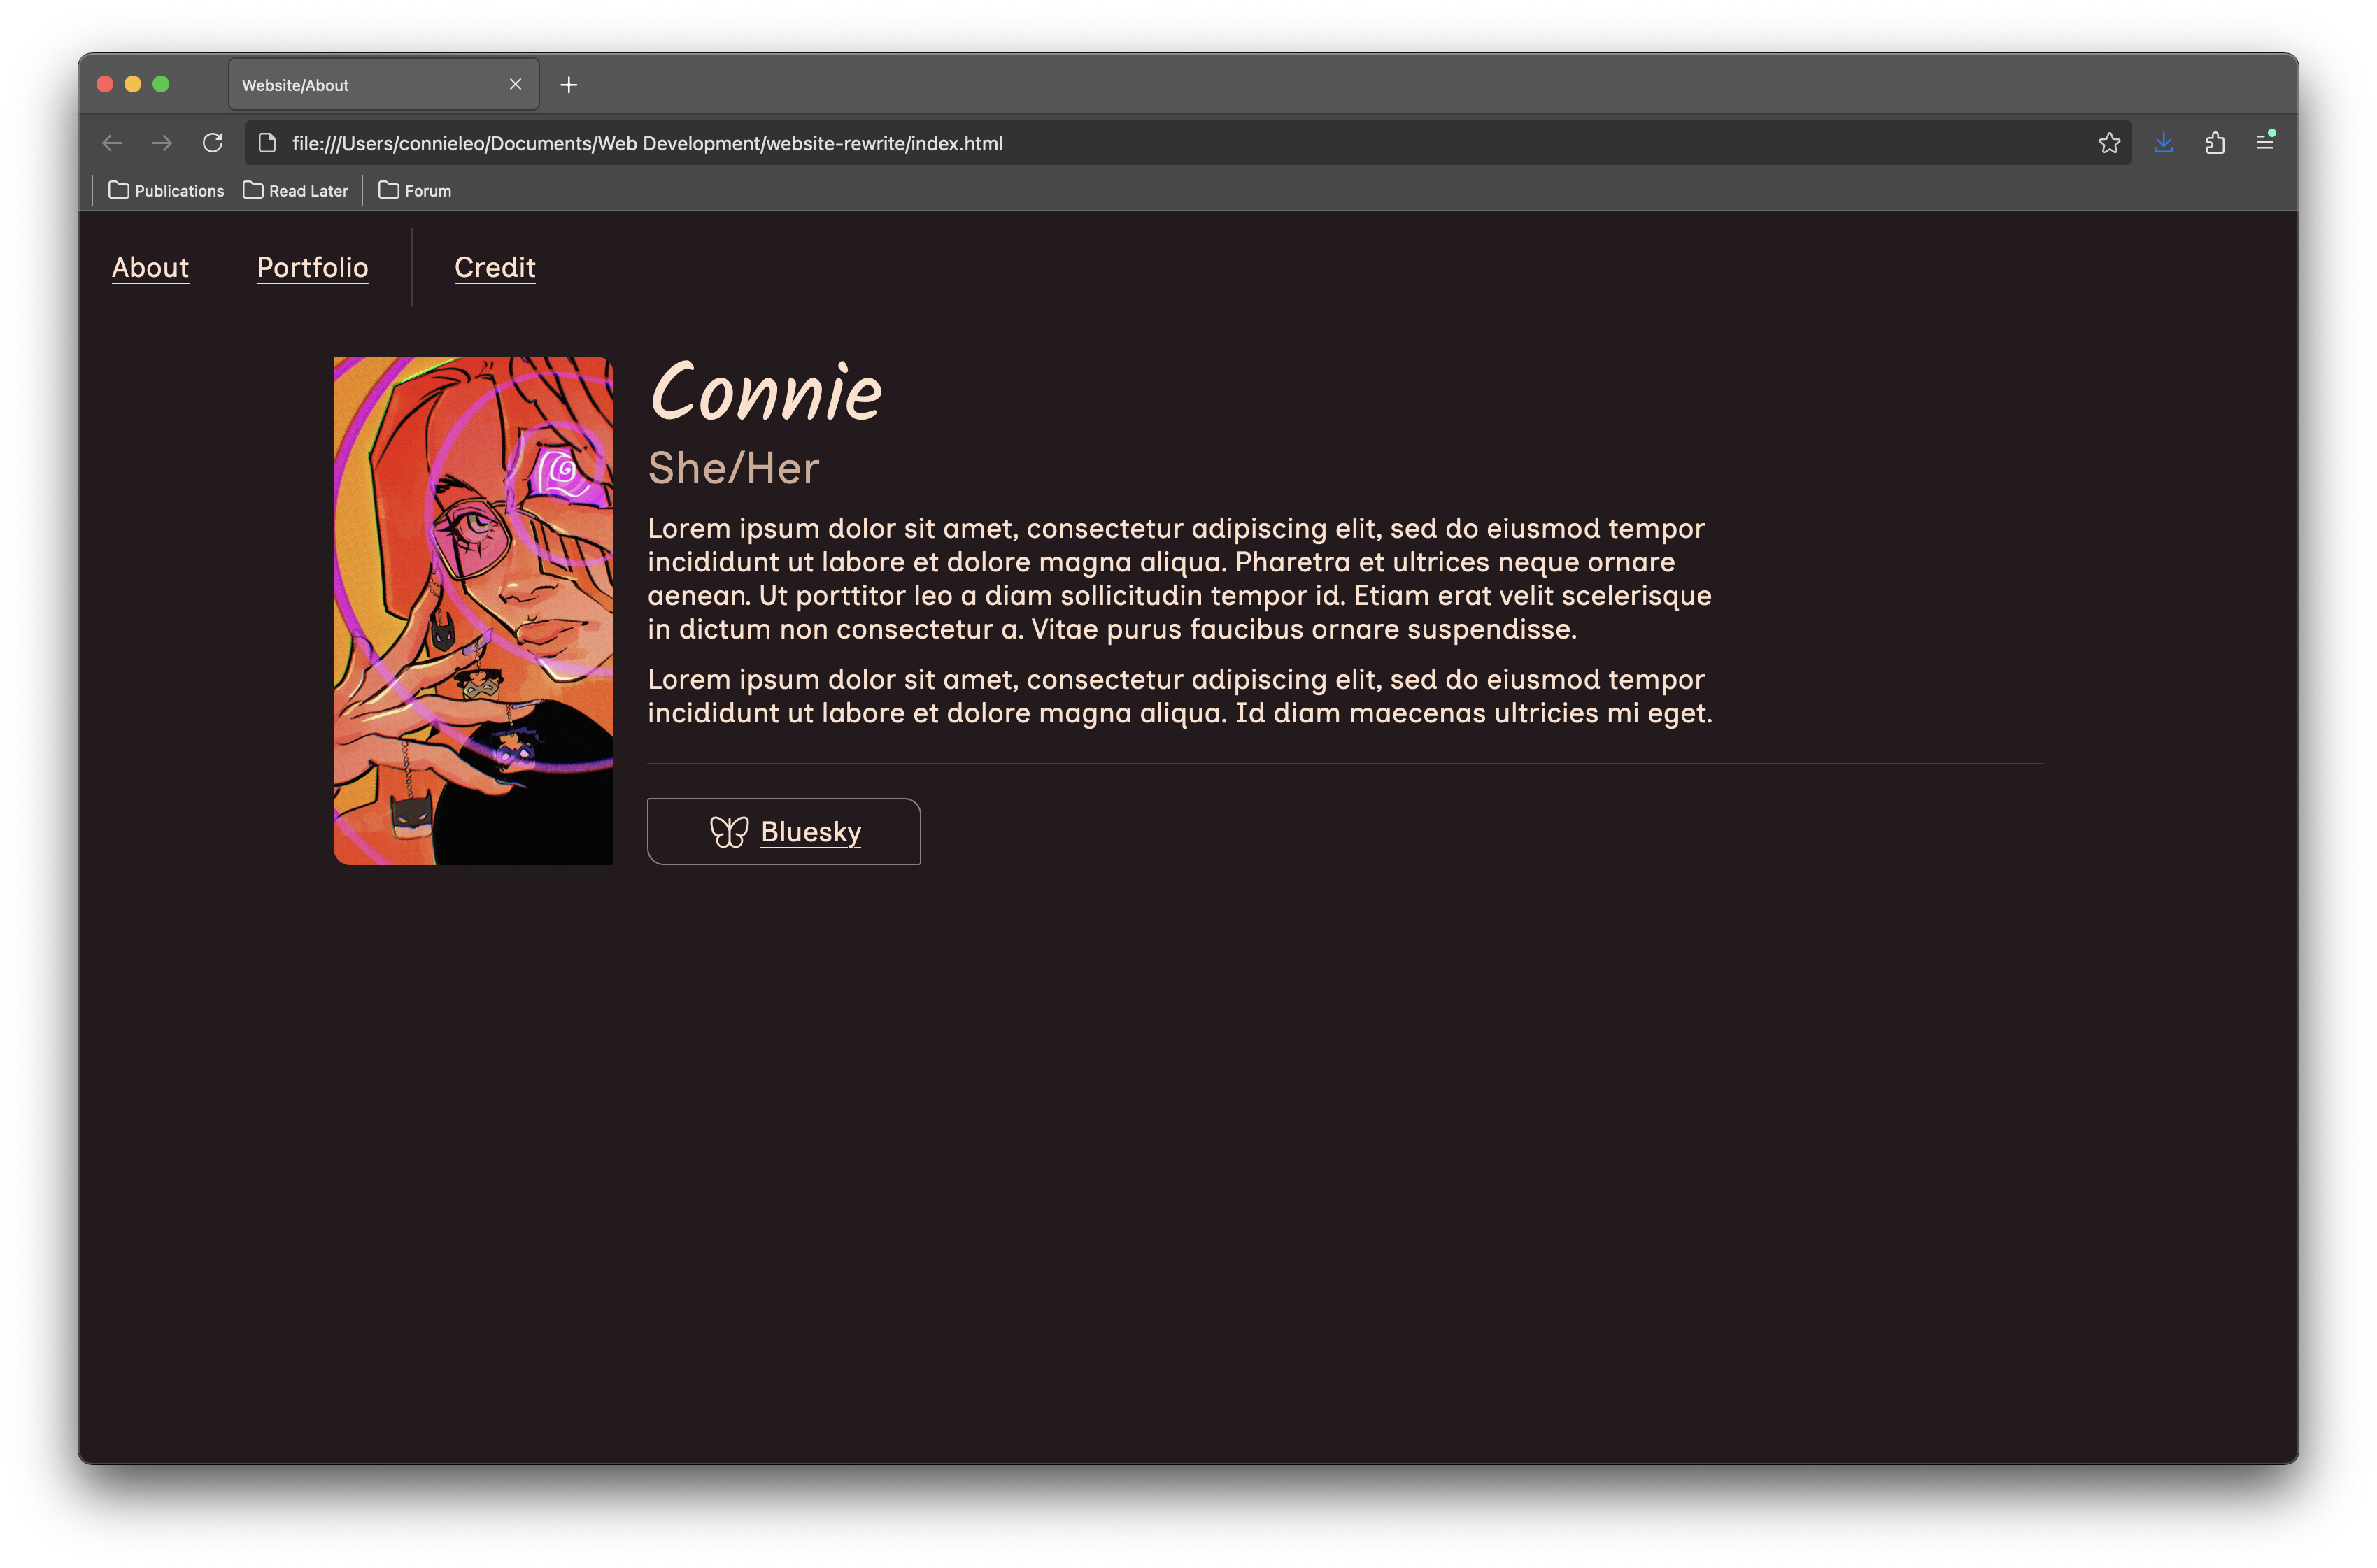 Website/About
file:///Users/connieleo/Documents/Web Development/website-rewrite/index.html
Publications Read Later Forum
About Portfolio Credit
Connie
She/Her
Lorem ipsum dolor sit amet, consectetur adipiscing elit, sed do eiusmod tempor
incididunt ut labore et dolore magna aliqua. Pharetra et ultrices neque ornare
aenean. Ut porttitor leo a diam sollicitudin tempor id. Etiam erat velit scelerisque
in dictum non consectetur a. Vitae purus faucibus ornare suspendisse.
Lorem ipsum dolor sit amet, consectetur adipiscing elit, sed do eiusmod tempor
incididunt ut labore et dolore magna aliqua. Id diam maecenas ultricies mi eget.
Bluesky